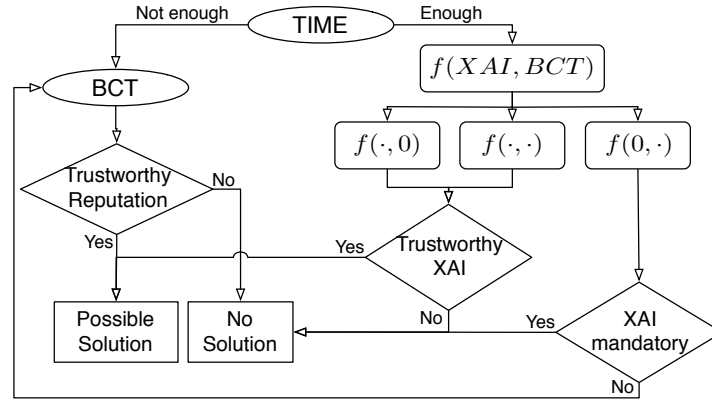 Not enough
TIME
Enough
BCT
f(XAI, BCT)
f(·, 0)
f(·, ·)
f(0, ·)
Trustworthy
Reputation
No
Yes
Trustworthy
XAI
Yes
No
Possible
Solution
No
Solution
Yes
XAI
mandatory
No